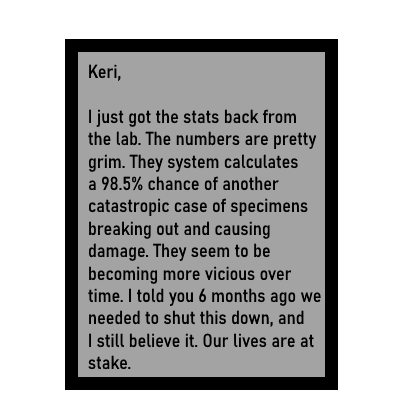 Keri,
I just got the stats back from
the lab. The numbers are pretty
grim. They system calculates
a 98.5% chance of another
catastropic case of specimens
breaking out and causing
damage. They seem to be
becoming more vicious over
time. I told you 6 months ago we
needed to shut this down, and
I still believe it. Our lives are at
stake.